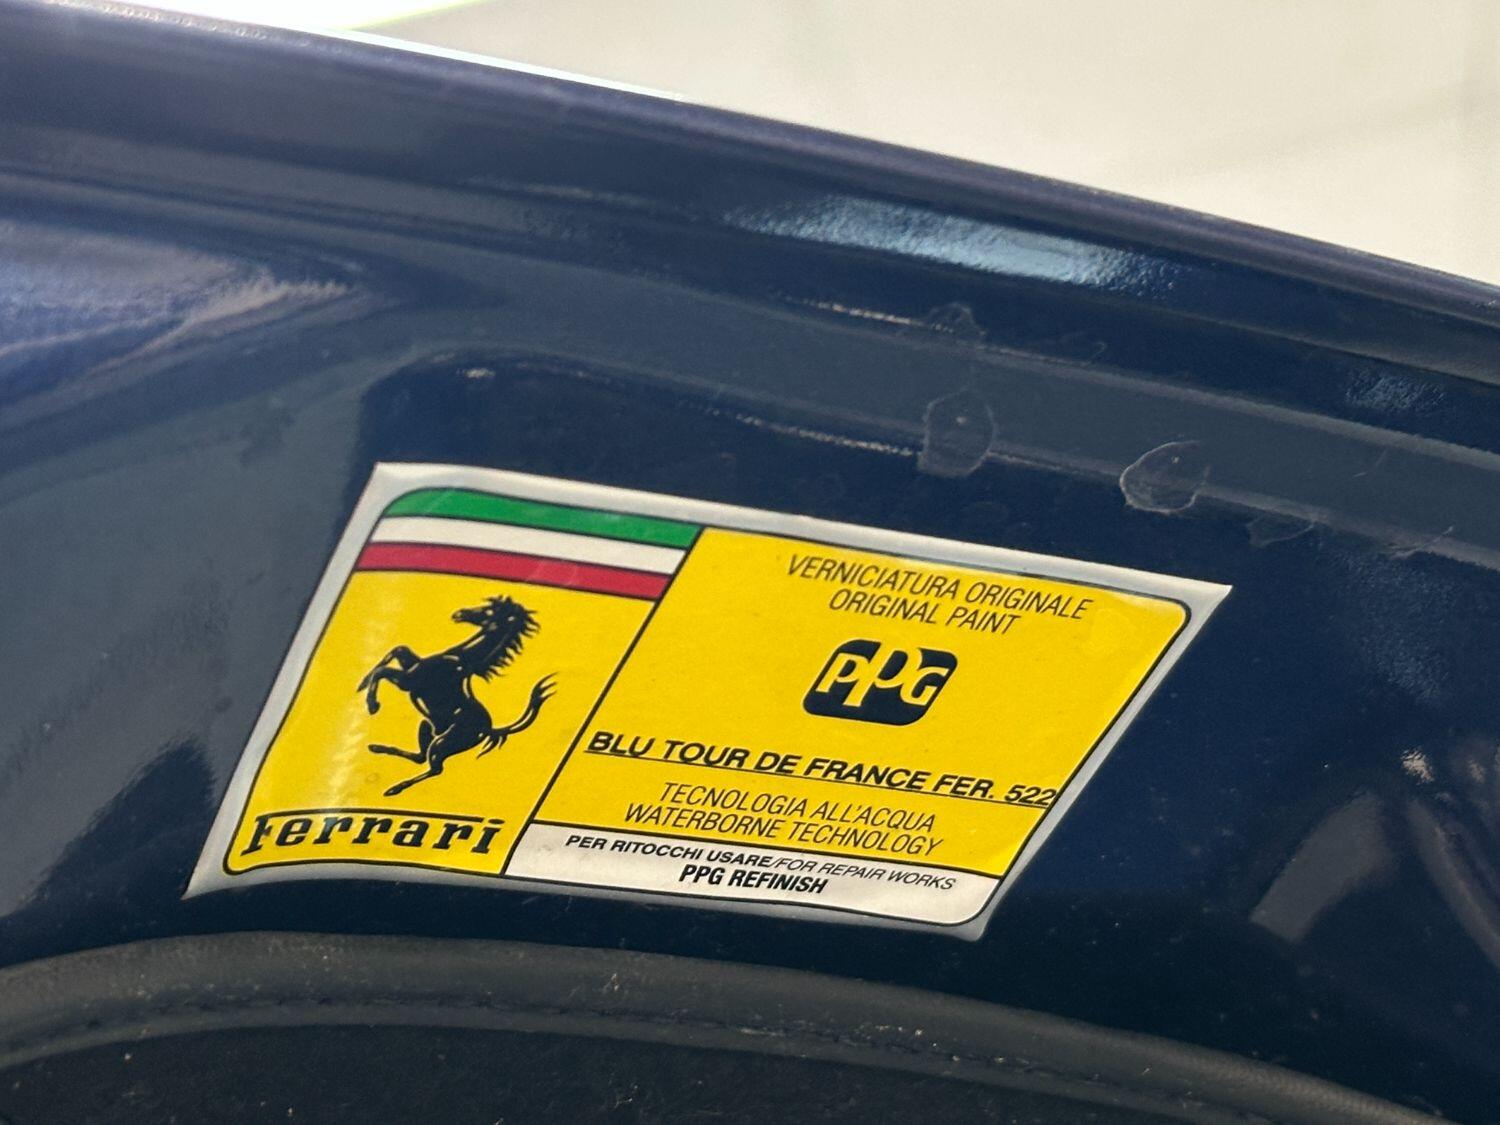 Ferrari
VERNICIATURA ORIGINALE
ORIGINAL PAINT
PPG
BLU TOUR DE FRANCE FER. 522
TECNOLOGIA ALL'ACQUA
WATERBORNE TECHNOLOGY
PER RITOCCHI USARE/FOR REPAIR WORKS
PPG REFINISH